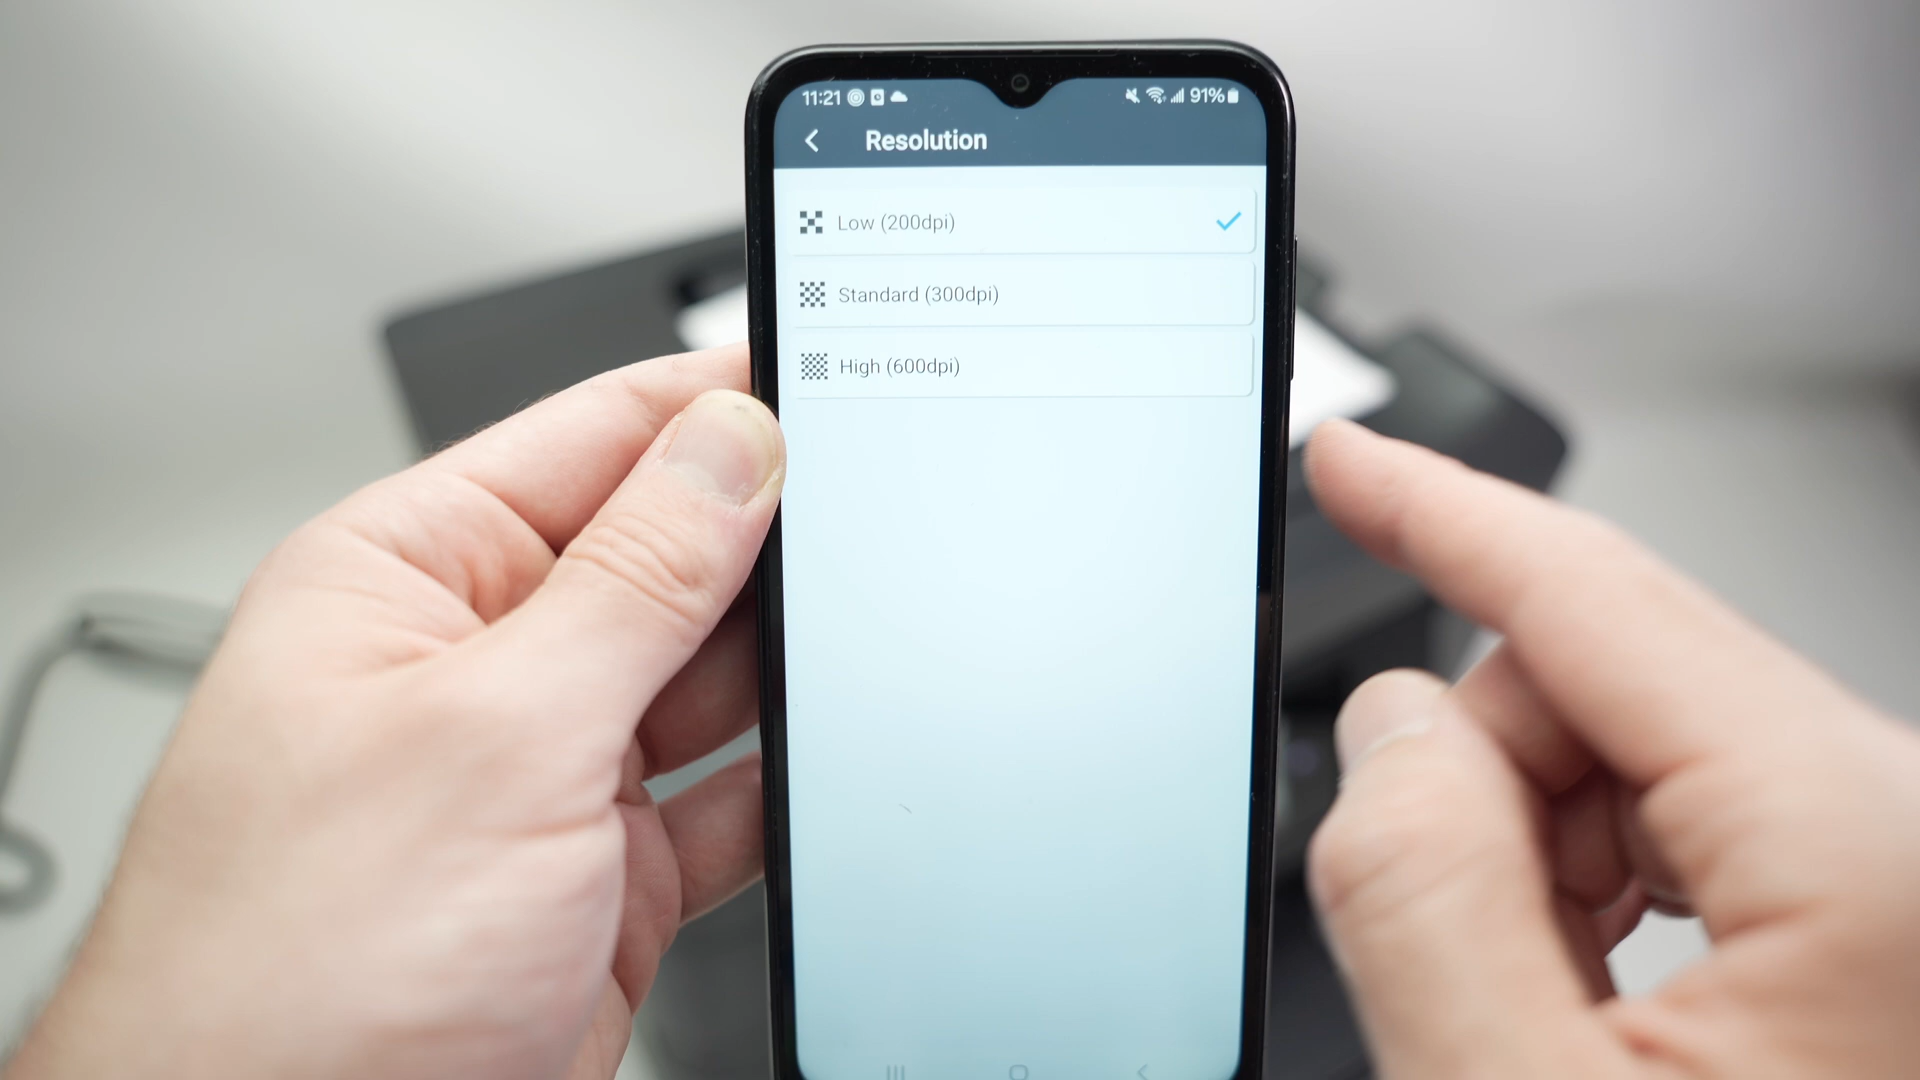 11:21 91%
Resolution
Low (200dpi)
Standard (300dpi)
High (600dpi)